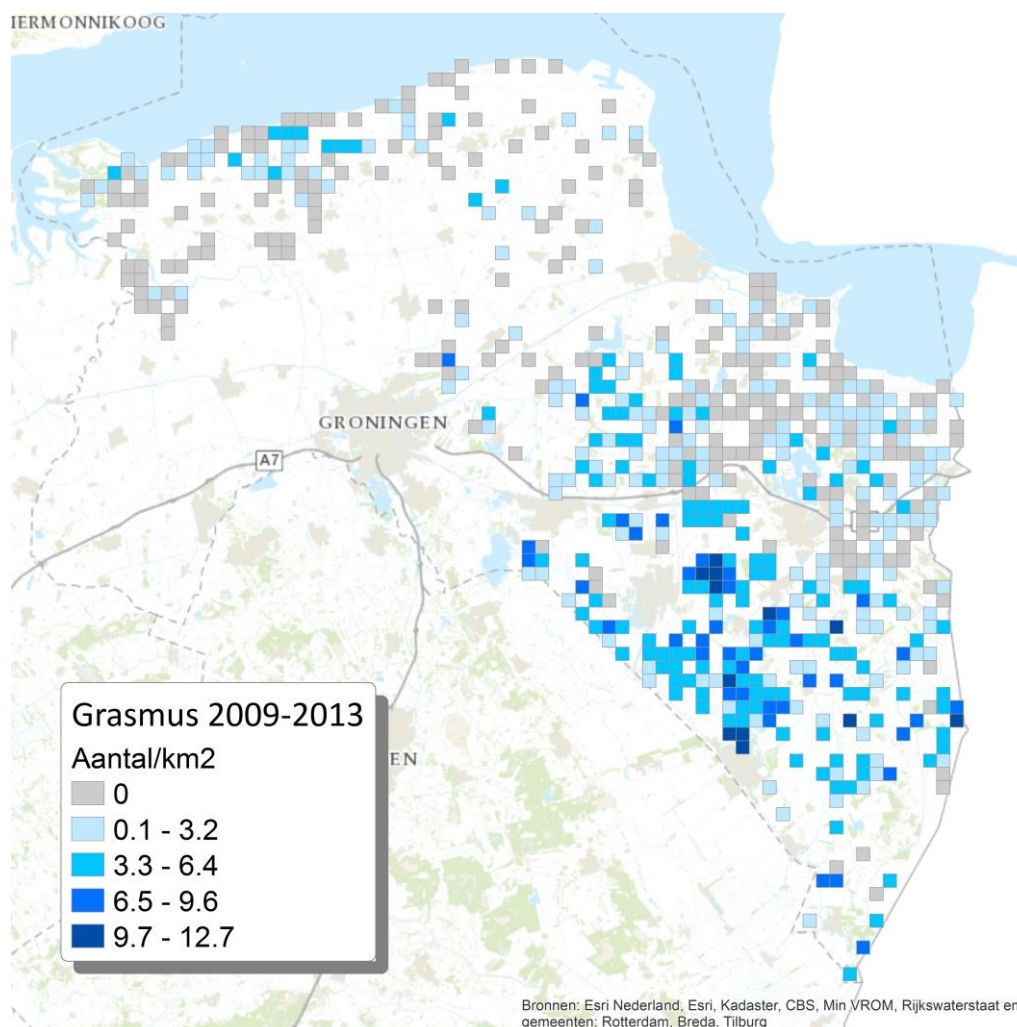 IERMONNIKOOG
GRONINGEN
A7
EN
Grasmus 2009-2013
Aantal/km2
0
0.1 - 3.2
3.3 - 6.4
6.5 - 9.6
9.7 - 12.7
Bronnen: Esri Nederland, Esri, Kadaster, CBS, Min VROM, Rijkswaterstaat en
gemeenten: Rotterdam, Breda, Tilburg